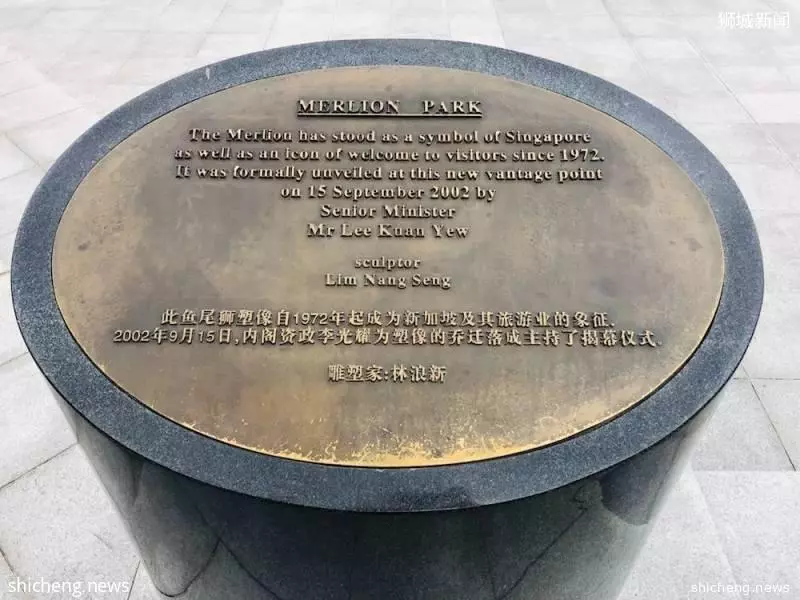 狮城新闻
MERLION PARK
The Merlion has stood as a symbol of Singapore
as well as an icon of welcome to visitors since 1972.
It was formally unveiled at this new vantage point
on 15 September 2002 by
Senior Minister
Mr Lee Kuan Yew
sculptor
Lim Nang Seng
此鱼尾狮塑像自1972年起成为新加坡及其旅游业的象征.
2002年9月15日,内阁资政李光耀为塑像的乔迁落成主持了揭幕仪式.
雕塑家:林浪新
shicheng.news
shicheng.news